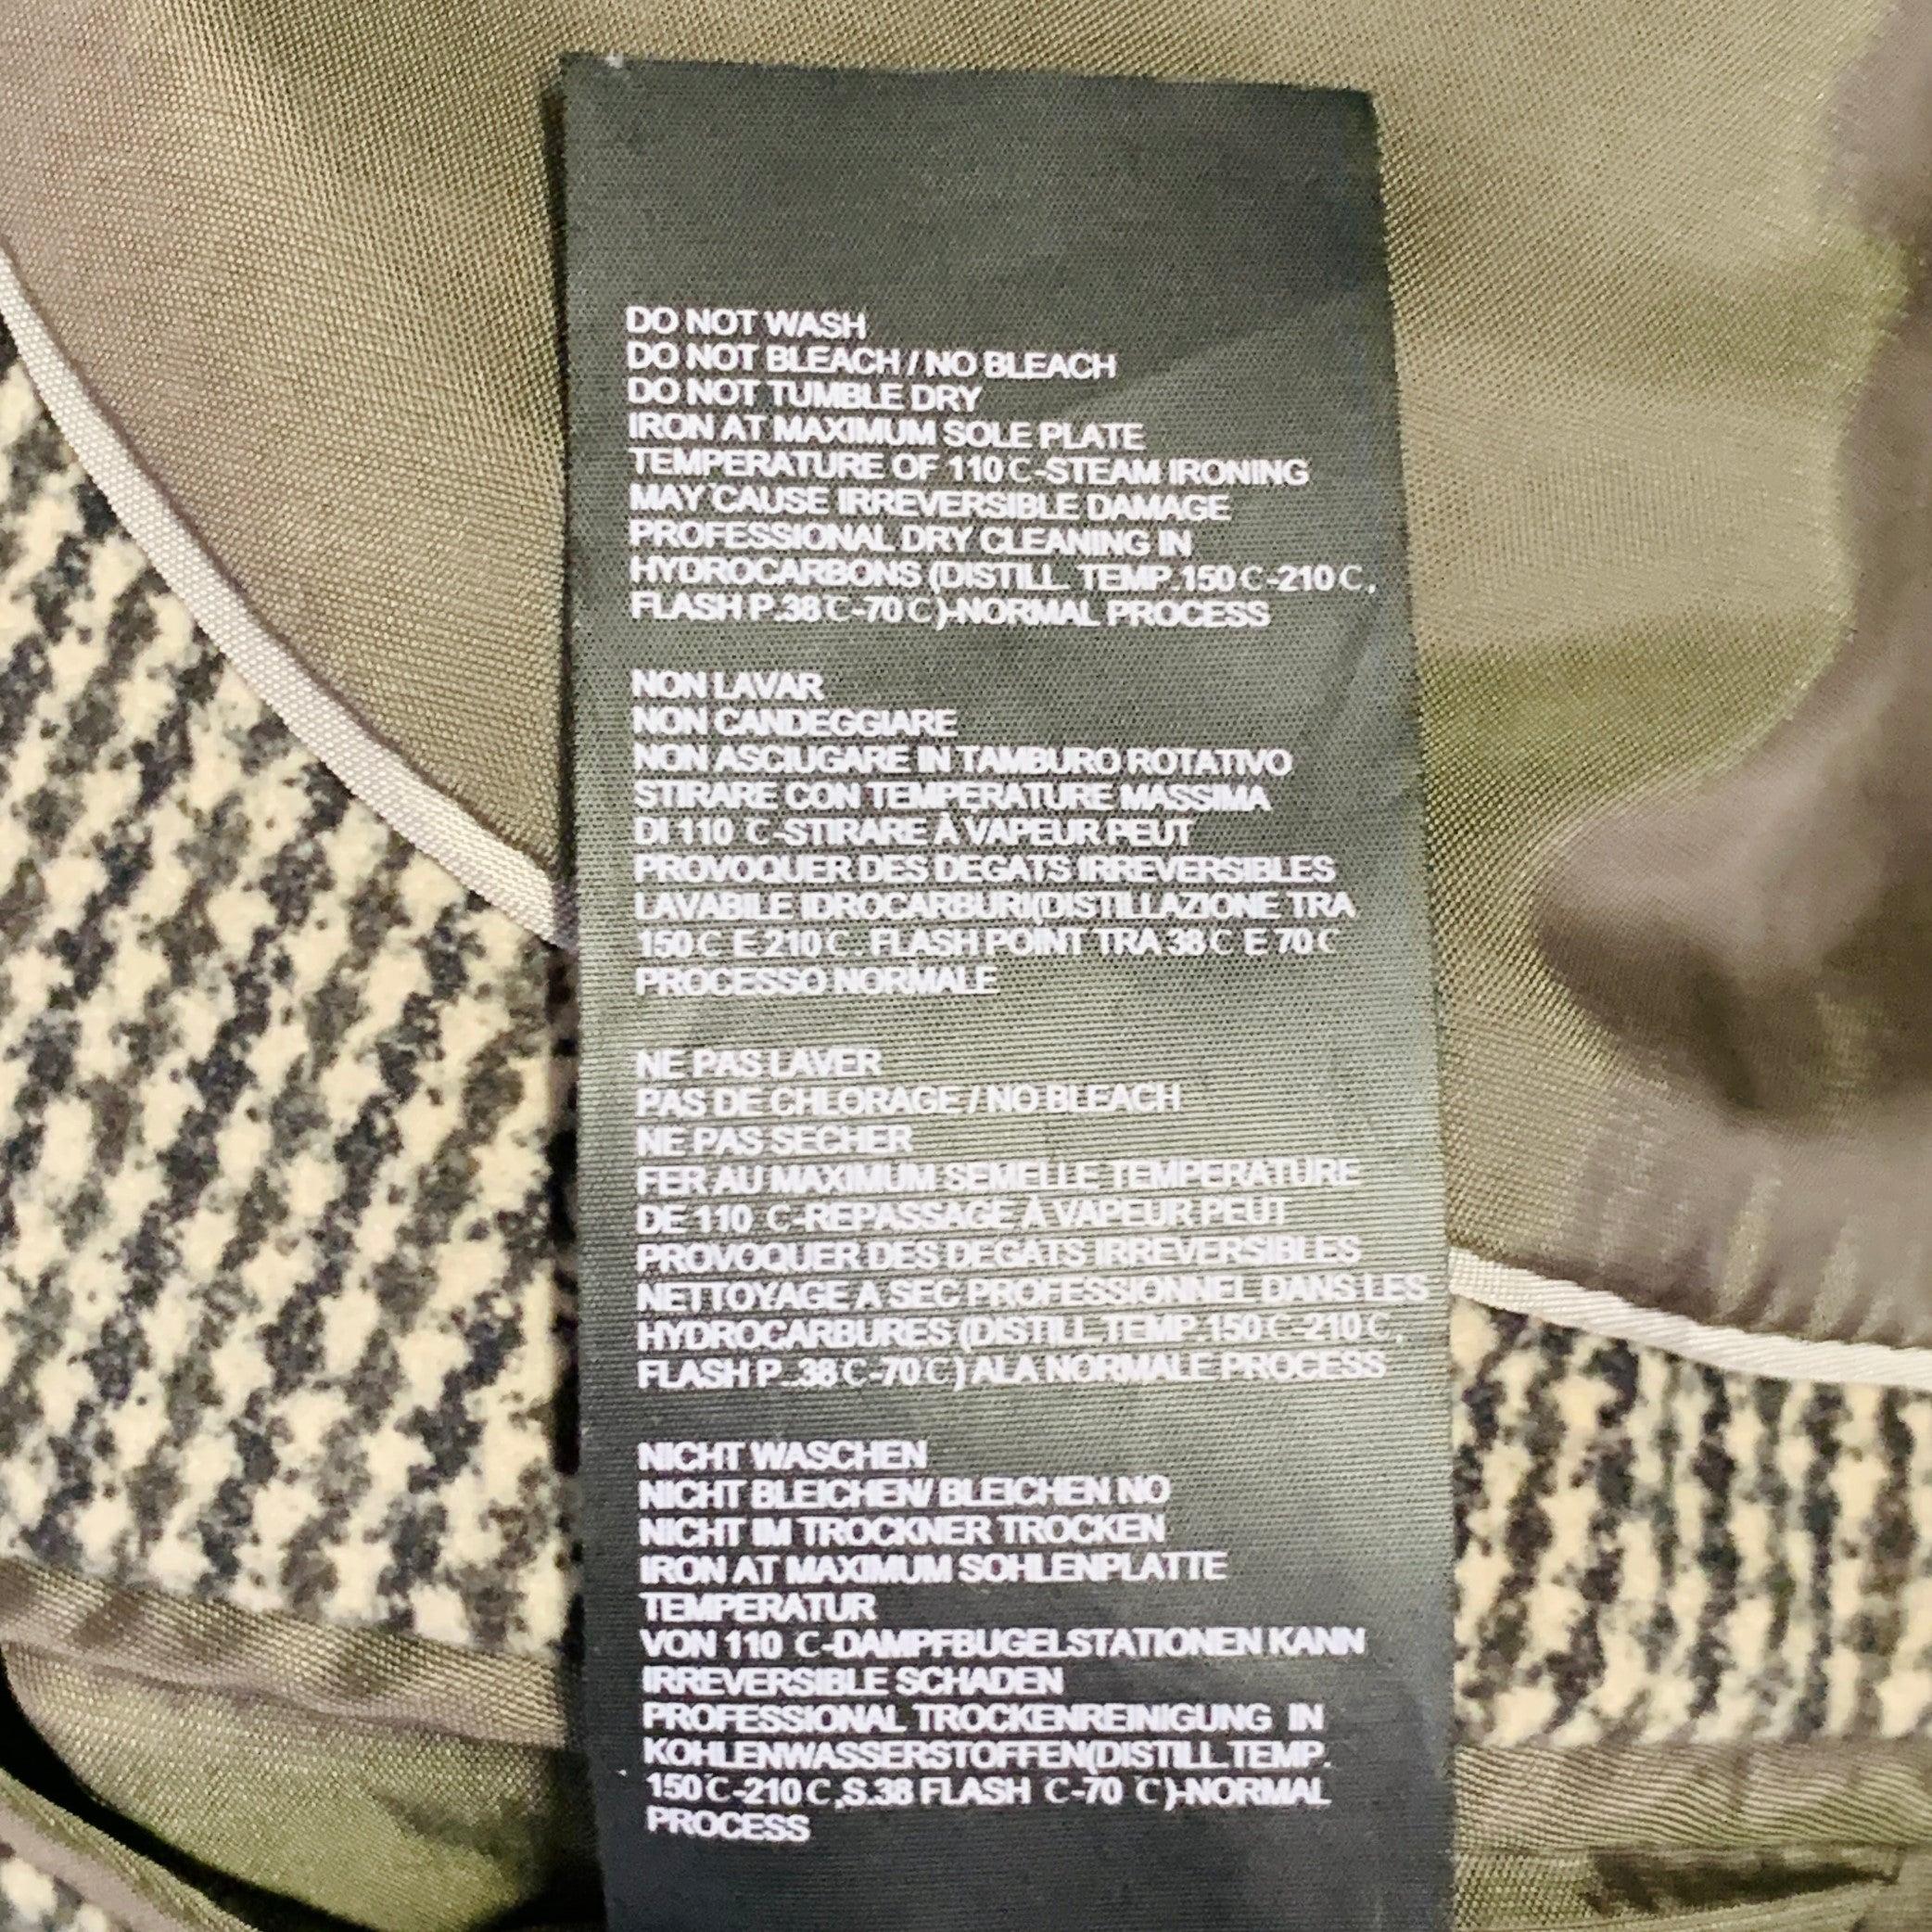 DO NOT WASH
DO NOT BLEACH / NO BLEACH
DO NOT TUMBLE DRY
IRON AT MAXIMUM SOLE PLATE
TEMPERATURE OF 110 C-STEAM IRONING
MAY CAUSE IRREVERSIBLE DAMAGE
PROFESSIONAL DRY CLEANING IN
HYDROCARBONS (DISTILL. TEMP.150 C-210 C,
FLASH P.38 C-70 C)-NORMAL PROCESS
NON LAVAR
NON CANDEGGIARE
NON ASCIUGARE IN TAMBURO ROTATIVO
STIRARE CON TEMPERATURE MASSIMA
DI 110 C-STIRARE À VAPEUR PEUT
PROVOQUER DES DEGATS IRREVERSIBLES
LAVABILE IDROCARBURI(DISTILLAZIONE TRA
150 C E 210 C. FLASH POINT TRA 38 C E 70 C
PROCESSO NORMALE
NE PAS LAVER
PAS DE CHLORAGE / NO BLEACH
NE PAS SECHER
FER AU MAXIMUM SEMELLE TEMPERATURE
DE 110 C-REPASSAGE À VAPEUR PEUT
PROVOQUER DES DEGATS IRREVERSIBLES
NETTOYAGE A SEC PROFESSIONNEL DANS LES
HYDROCARBURES (DISTILL,TEMP. 150 C-210 C,
FLASH P..38 C-70 C) ALA NORMALE PROCESS
NICHT WASCHEN
NICHT BLEICHEN/ BLEICHEN NO
NICHT IM TROCKNER TROCKEN
IRON AT MAXIMUM SOHLENPLATTE
TEMPERATUR
VON 110 C-DAMPFBUGELSTATIONEN KANN
IRREVERSIBLE SCHADEN
PROFESSIONAL TROCKENREINIGUNG IN
KOHLENWASSERSTOFFEN(DISTILL.TEMP.
150 C-210 C,S.38 FLASH C-70 C)-NORMAL
PROCESS